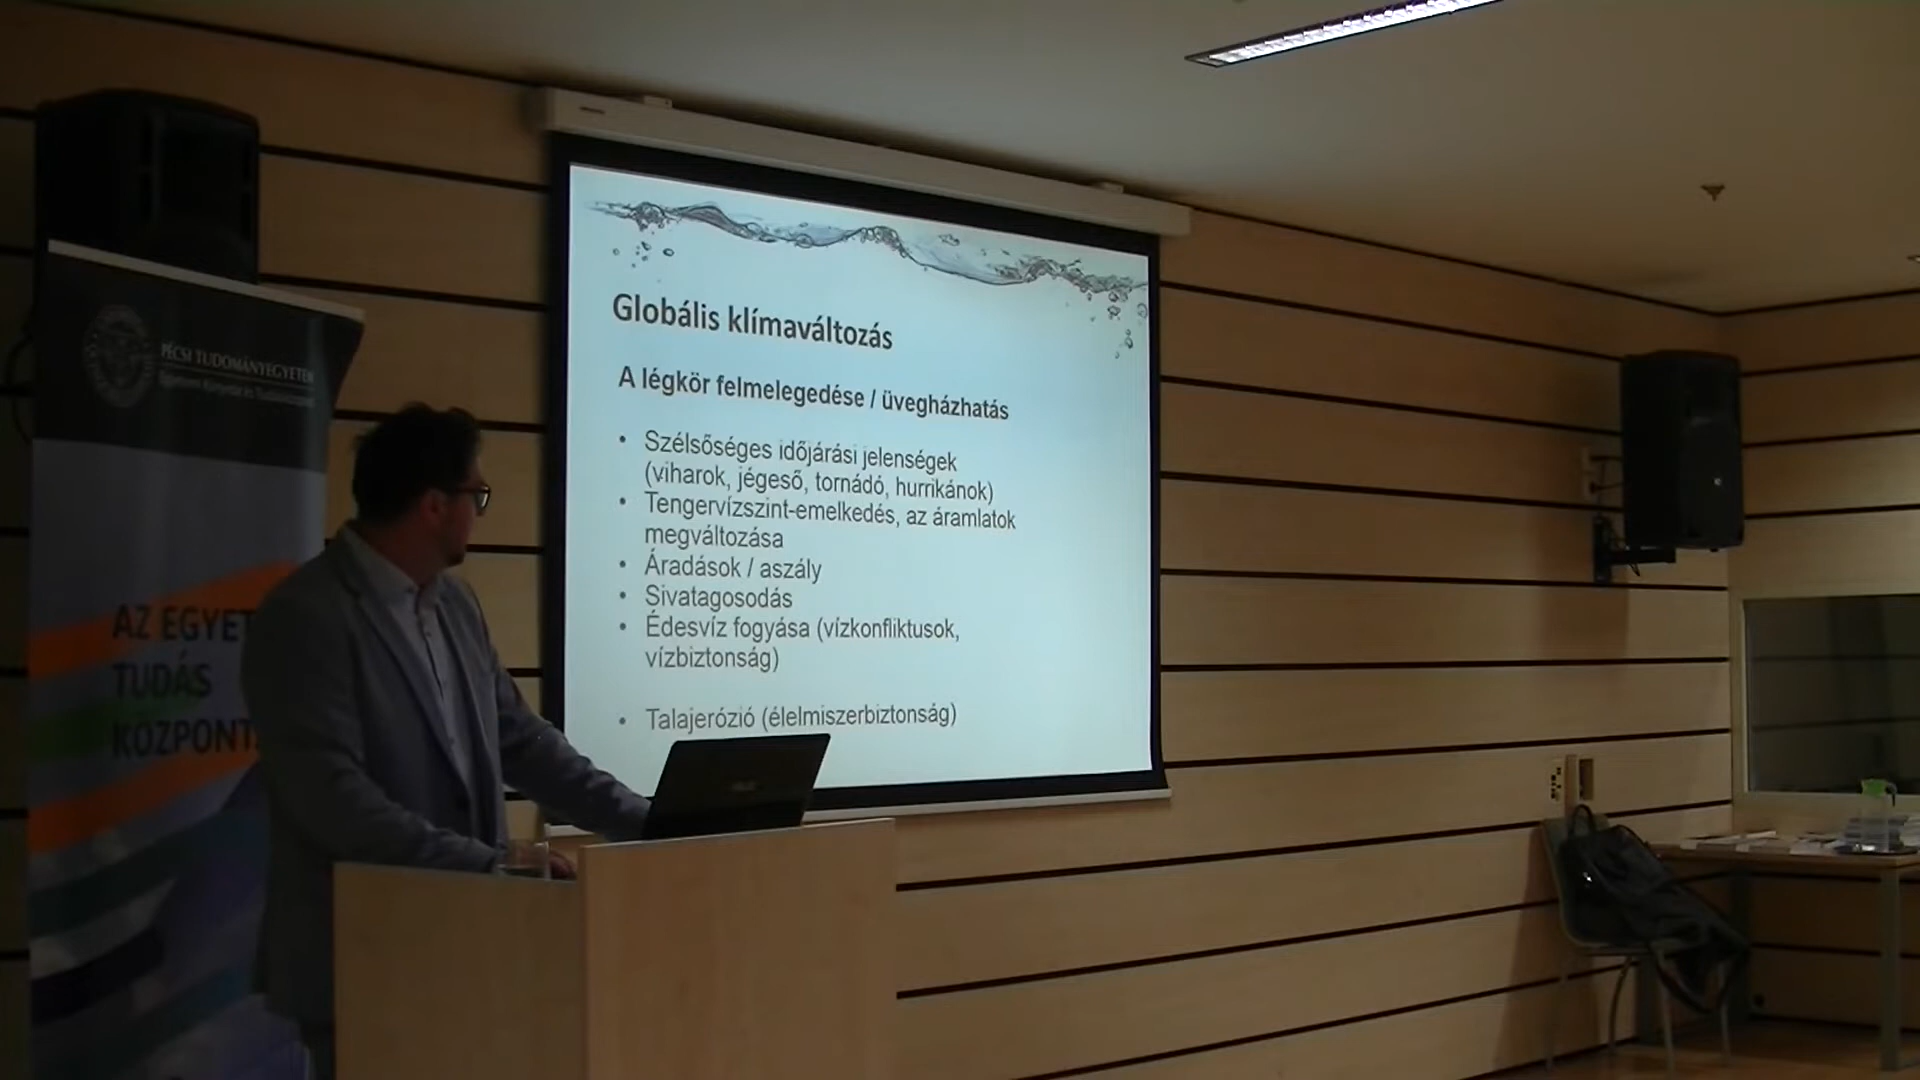 Globális klímaváltozás
A légkör felmelegedése / üvegházhatás
• Szélsőséges időjárási jelenségek
(viharok, jégeső, tornádó, hurrikánok)
• Tengervízszint-emelkedés, az áramlatok
megváltozása
• Áradások / aszály
• Sivatagosodás
• Édesvíz fogyása (vízkonfliktusok,
vízbiztonság)
• Talajerózió (élelmiszerbiztonság)
PÉCSI TUDOMÁNYEGYETEM
AZ EGYET
TUDÁS
KÖZPONT